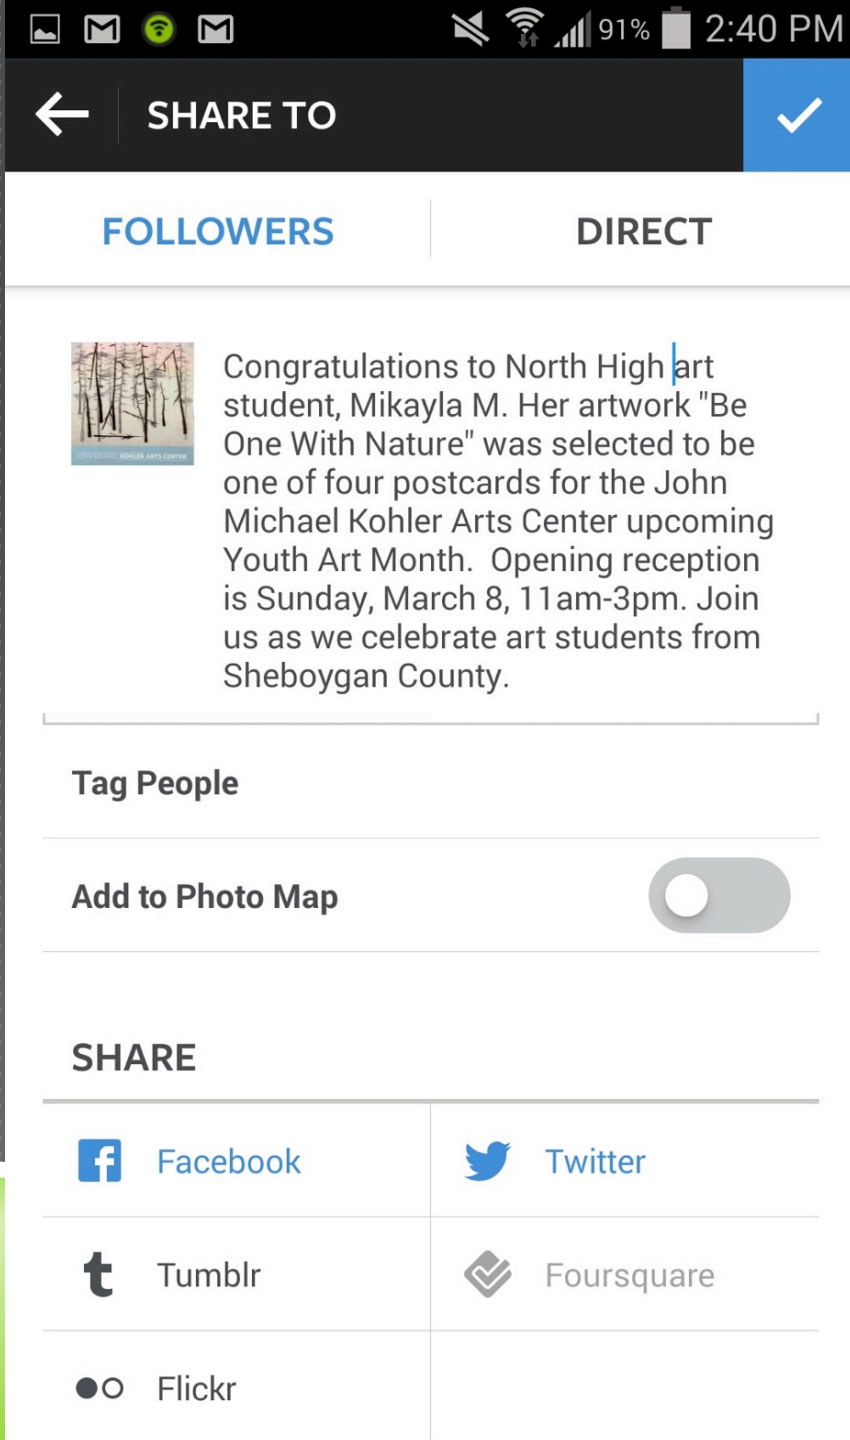 91% 2:40 PM
SHARE TO
FOLLOWERS
DIRECT
Congratulations to North High art
student, Mikayla M. Her artwork "Be
One With Nature" was selected to be
one of four postcards for the John
Michael Kohler Arts Center upcoming
Youth Art Month.  Opening reception
is Sunday, March 8, 11am-3pm. Join
us as we celebrate art students from
Sheboygan County.
KOHLER ARTS CENTER
Tag People
Add to Photo Map
SHARE
Facebook
Twitter
Tumblr
Foursquare
Flickr